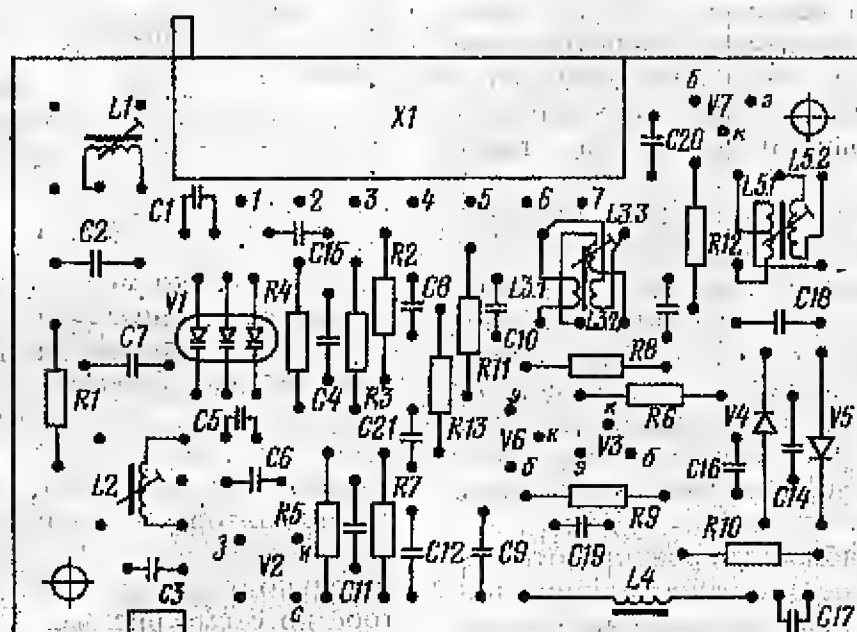 б
L1
X1
V7
э
к
C20
L5.2
L5.1
C1
1
2
3
4
5
6
7
L3.3
C2
C15
R2
R12
V1
R4
C8
L3.1
C10
L3.2
C18
C7
R11
R8
R1
C4
R3
R6
C5
C21
R13
э
к
V6
к
V3
V4
V5
б
э
б
C6
C16
C14
L2
R5
R7
R9
з
V2
и
C12
C9
C19
R10
C3
C11
L4
с
C17